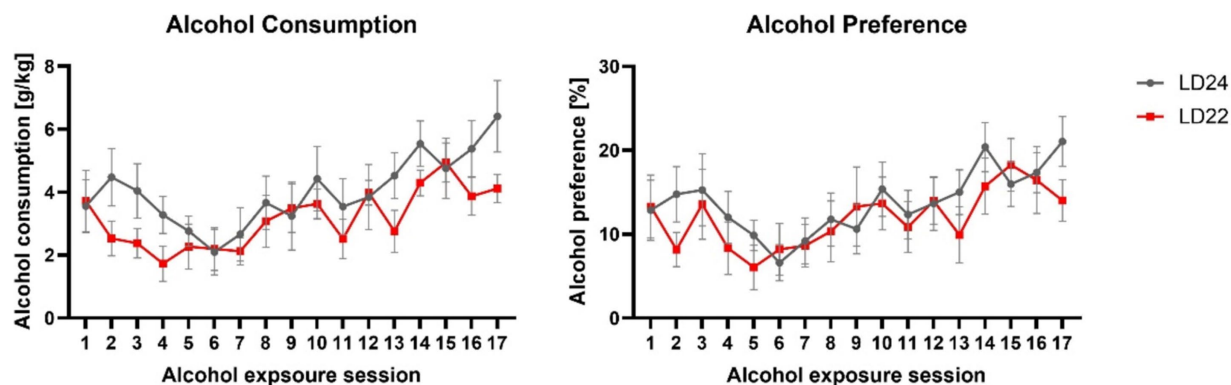 Alcohol Consumption
Alcohol consumption [g/kg]
8
6
4
2
0
1 2 3 4 5 6 7 8 9 10 11 12 13 14 15 16 17
Alcohol expsoure session
Alcohol Preference
Alcohol preference [%]
30
20
10
0
1 2 3 4 5 6 7 8 9 10 11 12 13 14 15 16 17
Alcohol exposure session
LD24
LD22